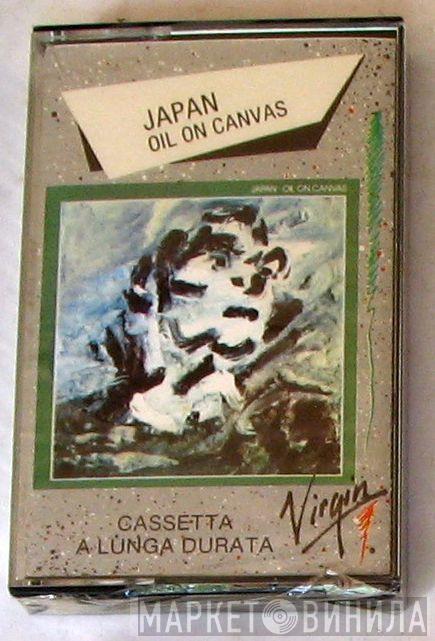 JAPAN
OIL ON CANVAS
JAPAN · OIL ON CANVAS
CASSETTA
A LUNGA DURATA
Virgin
МАРКЕТ ВИНИЛА